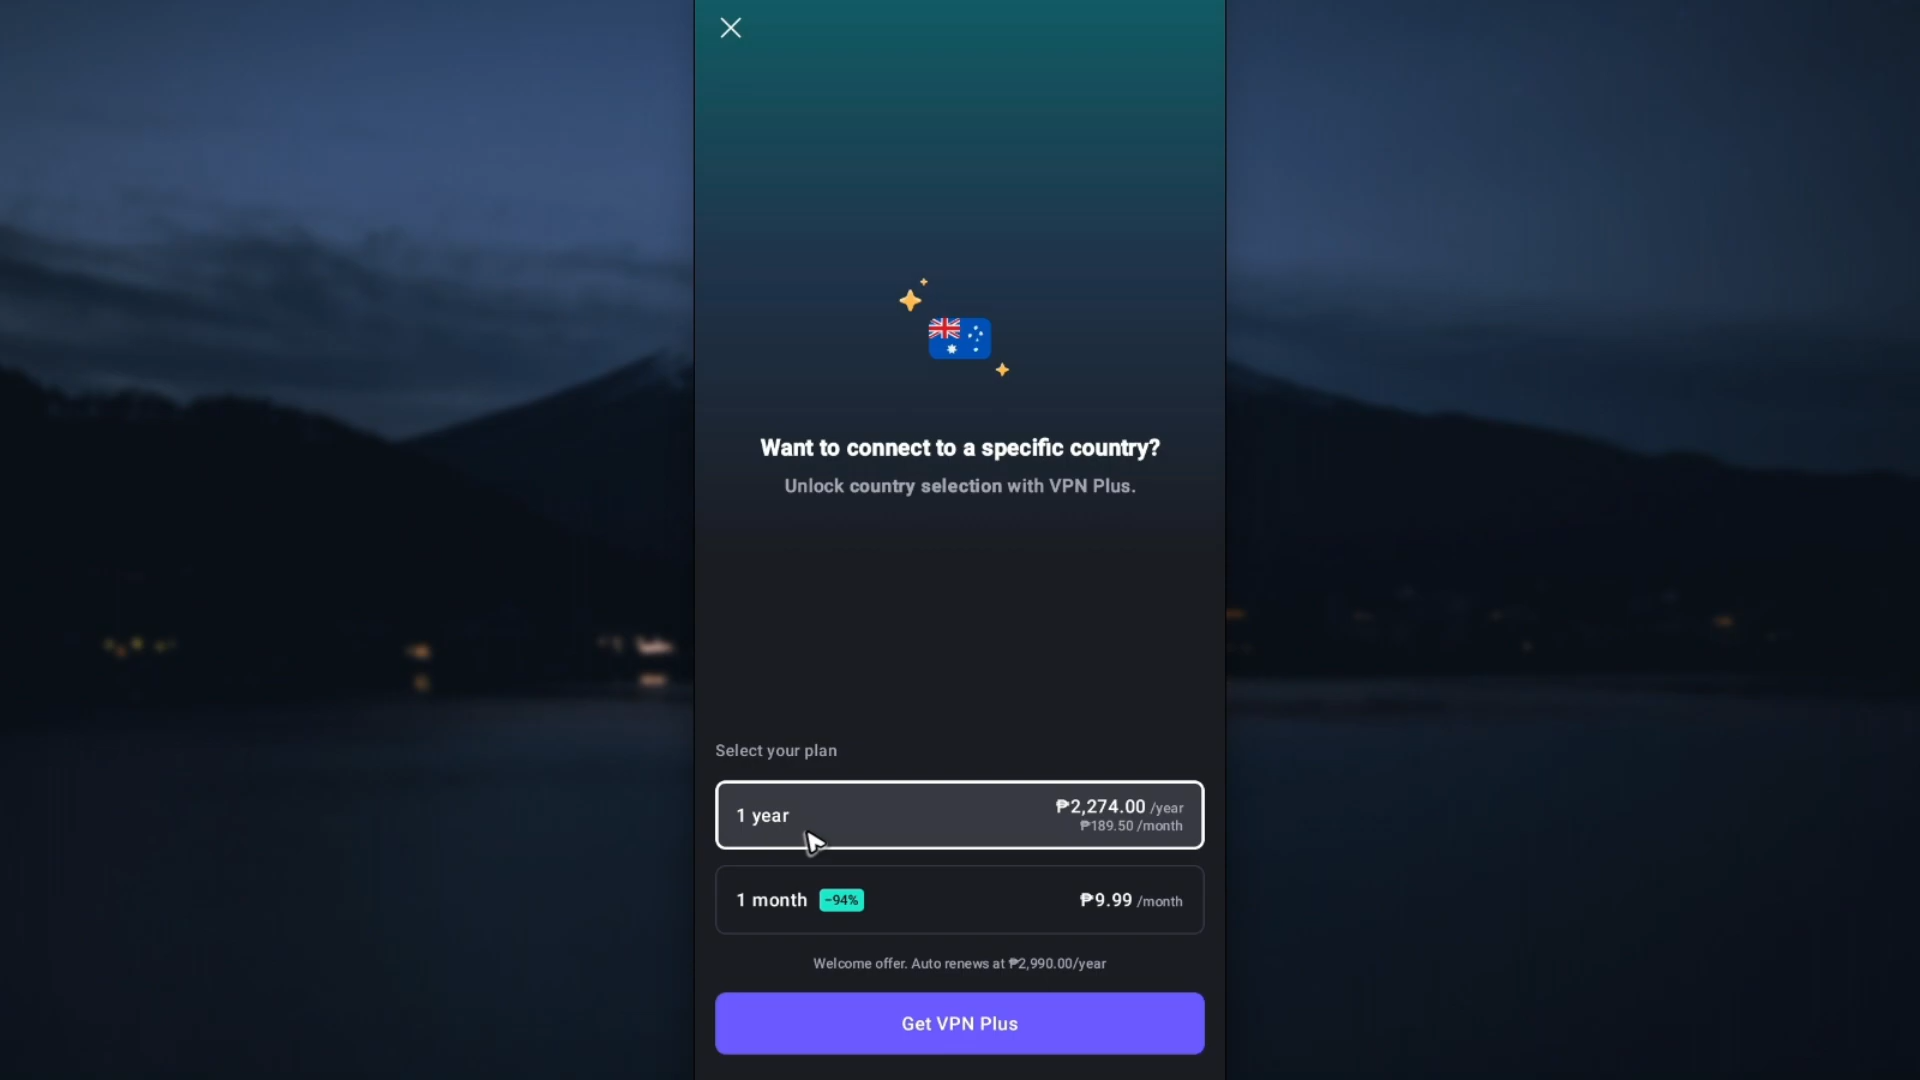 Want to connect to a specific country?
Unlock country selection with VPN Plus.
Select your plan
1 year
₱2,274.00 /year
₱189.50 /month
1 month -94%
₱9.99 /month
Welcome offer. Auto renews at ₱2,990.00/year
Get VPN Plus